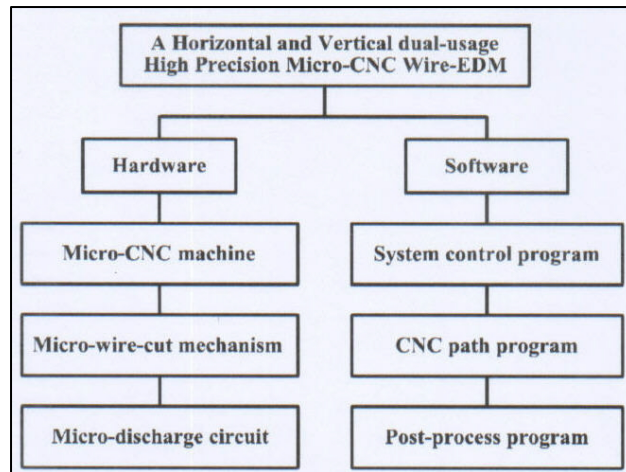 A Horizontal and Vertical dual-usage
High Precision Micro-CNC Wire-EDM
Hardware
Software
Micro-CNC machine
System control program
Micro-wire-cut mechanism
CNC path program
Micro-discharge circuit
Post-process program